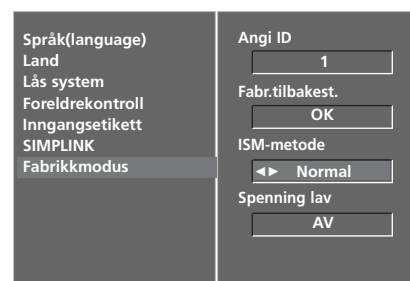 Språk(language)
Land
Lås system
Foreldrekontroll
Inngangsetikett
SIMPLINK
Fabrikkmodus
Angi ID
1
Fabr.tilbakest.
OK
ISM-metode
◄► Normal
Spenning lav
AV